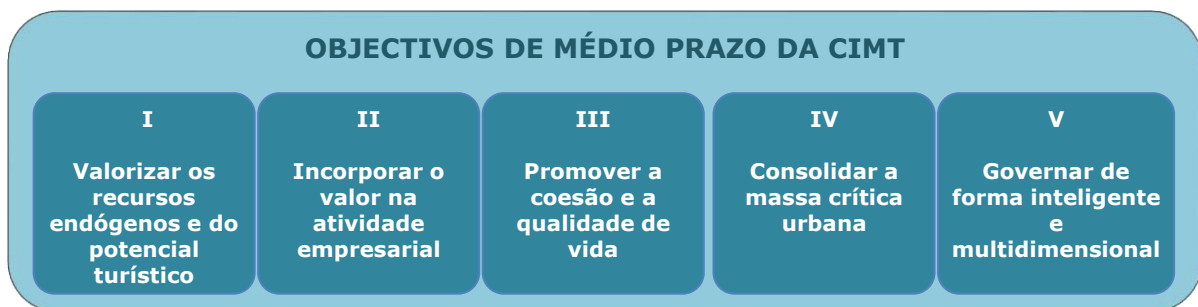 OBJECTIVOS DE MÉDIO PRAZO DA CIMT
I
Valorizar os
recursos
endógenos e do
potencial
turístico
II
Incorporar o
valor na
atividade
empresarial
III
Promover a
coesão e a
qualidade de
vida
IV
Consolidar a
massa crítica
urbana
V
Governar de
forma inteligente
e
multidimensional